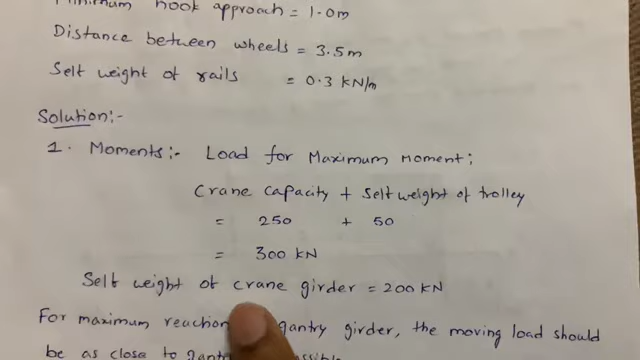 Minimum hook approach = 1.0m
Distance between wheels = 3.5m
Self weight of rails = 0.3 KN/m
Solution:-
1. Moments:- Load for Maximum Moment;
Crane capacity + Self weight of trolley
= 250 + 50
= 300 KN
Self weight of crane girder = 200 KN
For maximum reaction gantry girder, the moving load should
be as close to